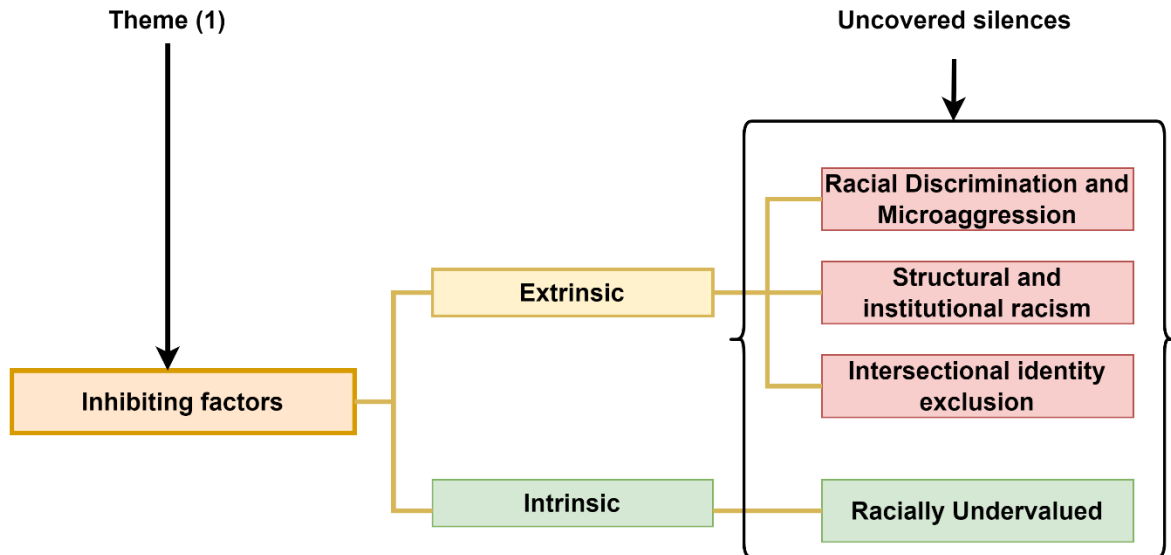 Theme (1)
Uncovered silences
Racial Discrimination and
Microaggression
Extrinsic
Structural and
institutional racism
Inhibiting factors
Intersectional identity
exclusion
Intrinsic
Racially Undervalued